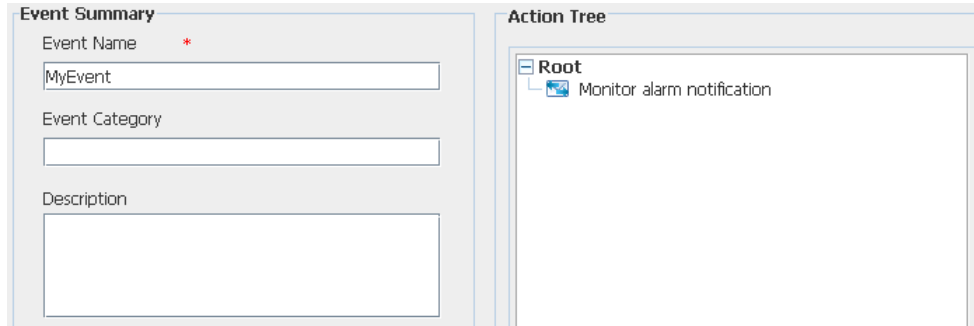 Event Summary
Event Name *
MyEvent
Event Category
Description
Action Tree
Root
Monitor alarm notification